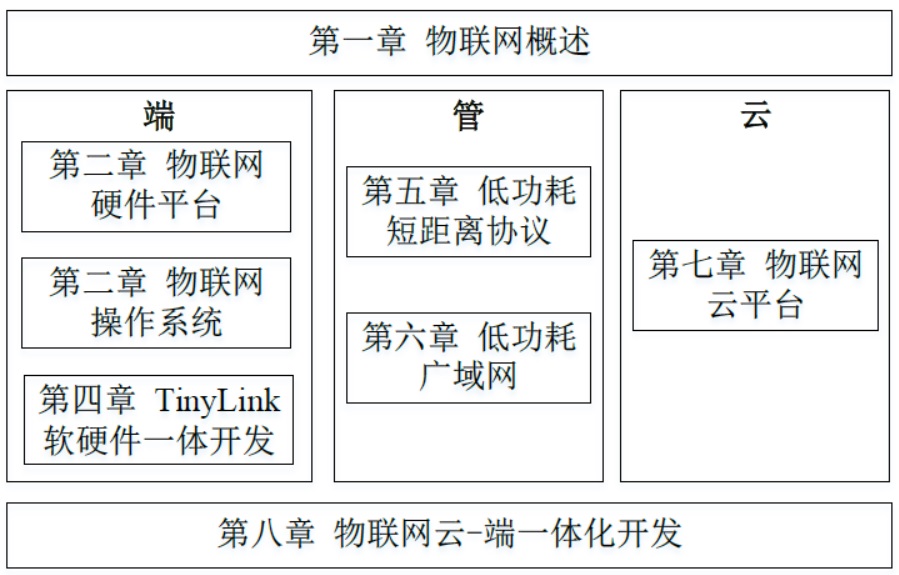 第一章 物联网概述
端
第二章 物联网
硬件平台
第二章 物联网
操作系统
第四章 TinyLink
软硬件一体开发
管
第五章 低功耗
短距离协议
第六章 低功耗
广域网
云
第七章 物联网
云平台
第八章 物联网云-端一体化开发